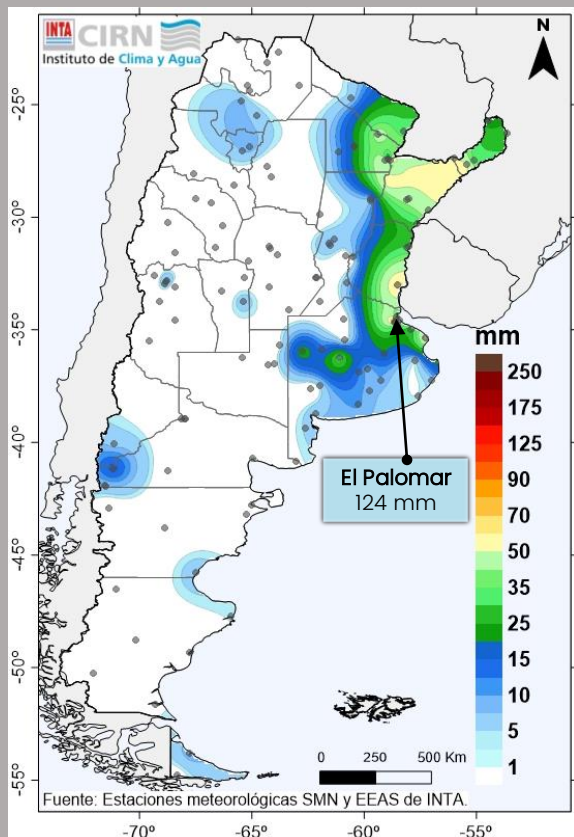 INTA CIRN
Instituto de Clima y Agua
N
-25°
-30°
-35°
-40°
-45°
-50°
-55°
mm
250
175
125
90
70
50
35
25
15
10
5
1
El Palomar
124 mm
0 250 500 Km
Fuente: Estaciones meteorológicas SMN y EEAS de INTA.
-70° -65° -60° -55°